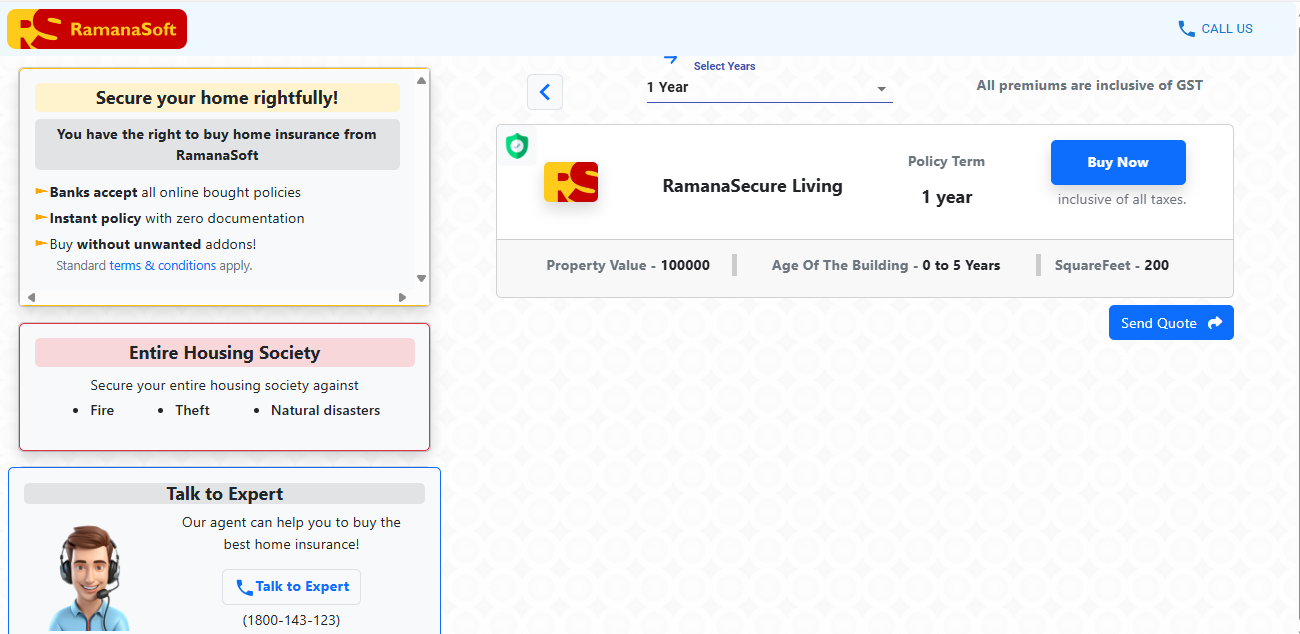 RS RamanaSoft
CALL US
Secure your home rightfully!
You have the right to buy home insurance from
RamanaSoft
Banks accept all online bought policies
Instant policy with zero documentation
Buy without unwanted addons!
Standard terms & conditions apply.
Entire Housing Society
Secure your entire housing society against
• Fire • Theft • Natural disasters
Talk to Expert
Our agent can help you to buy the
best home insurance!
Talk to Expert
(1800-143-123)
Select Years
1 Year
All premiums are inclusive of GST
RS
RamanaSecure Living
Policy Term
1 year
Buy Now
inclusive of all taxes.
Property Value - 100000
Age Of The Building - 0 to 5 Years
SquareFeet - 200
Send Quote